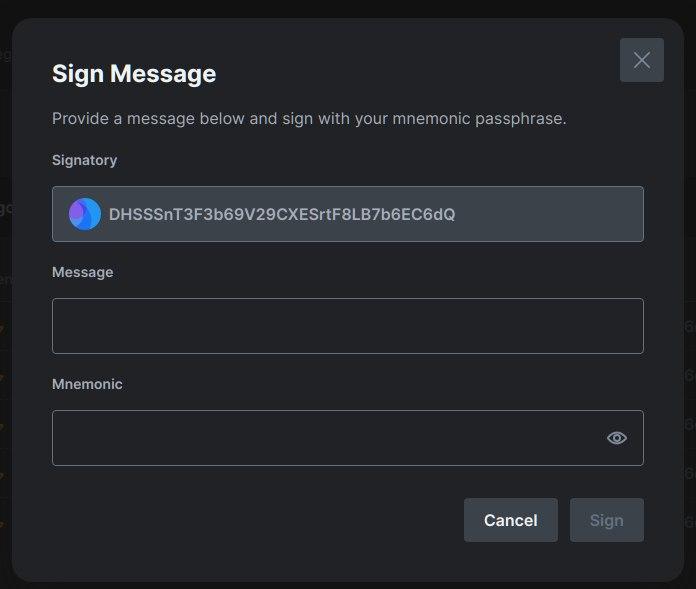 Sign Message
Provide a message below and sign with your mnemonic passphrase.
Signatory
DHSSSnT3F3b69V29CXESrtF8LB7b6EC6dQ
Message
Mnemonic
Cancel
Sign